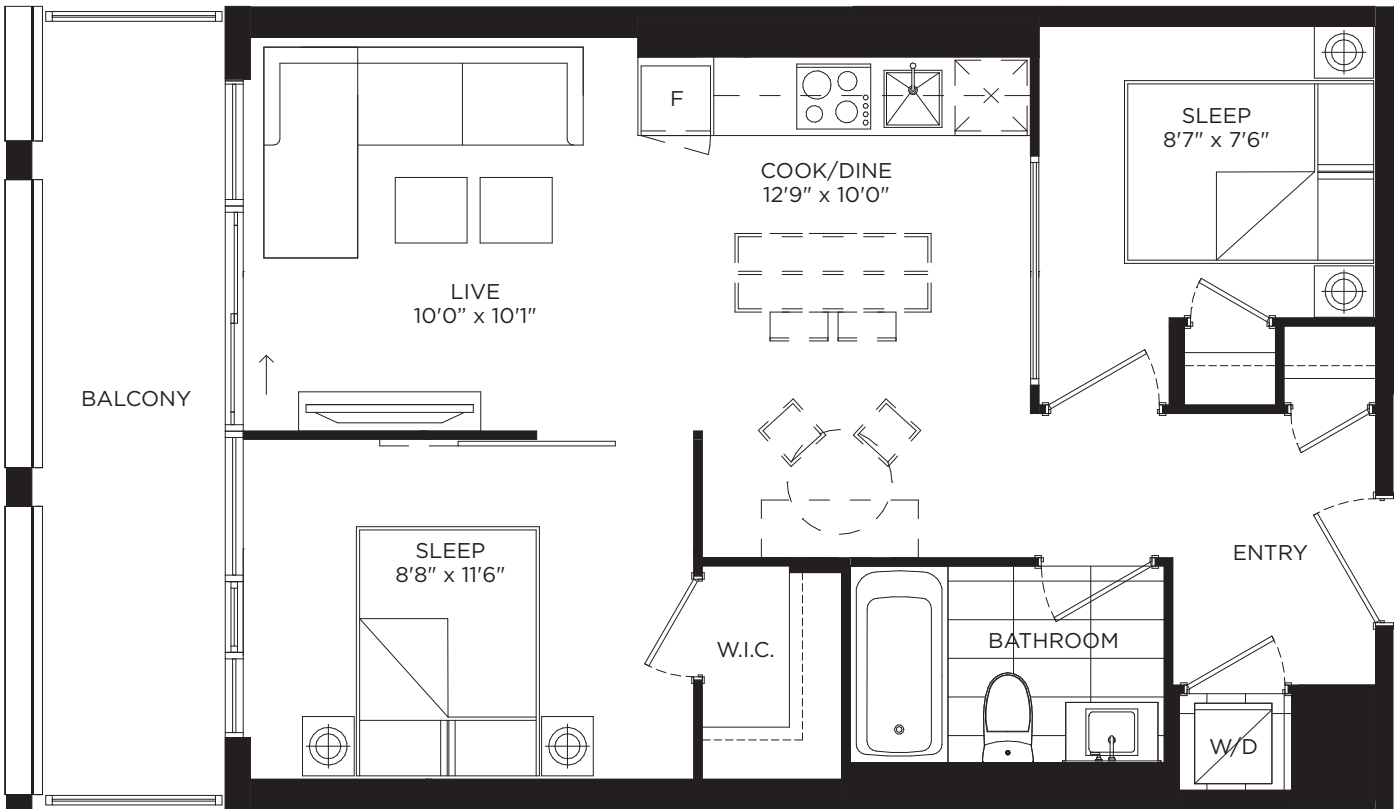 F
SLEEP
8'7" x 7'6"
COOK/DINE
12'9" x 10'0"
LIVE
10'0” x 10'1"
BALCONY
SLEEP
8'8" x 11'6"
ENTRY
W.I.C.
BATHROOM
W/D